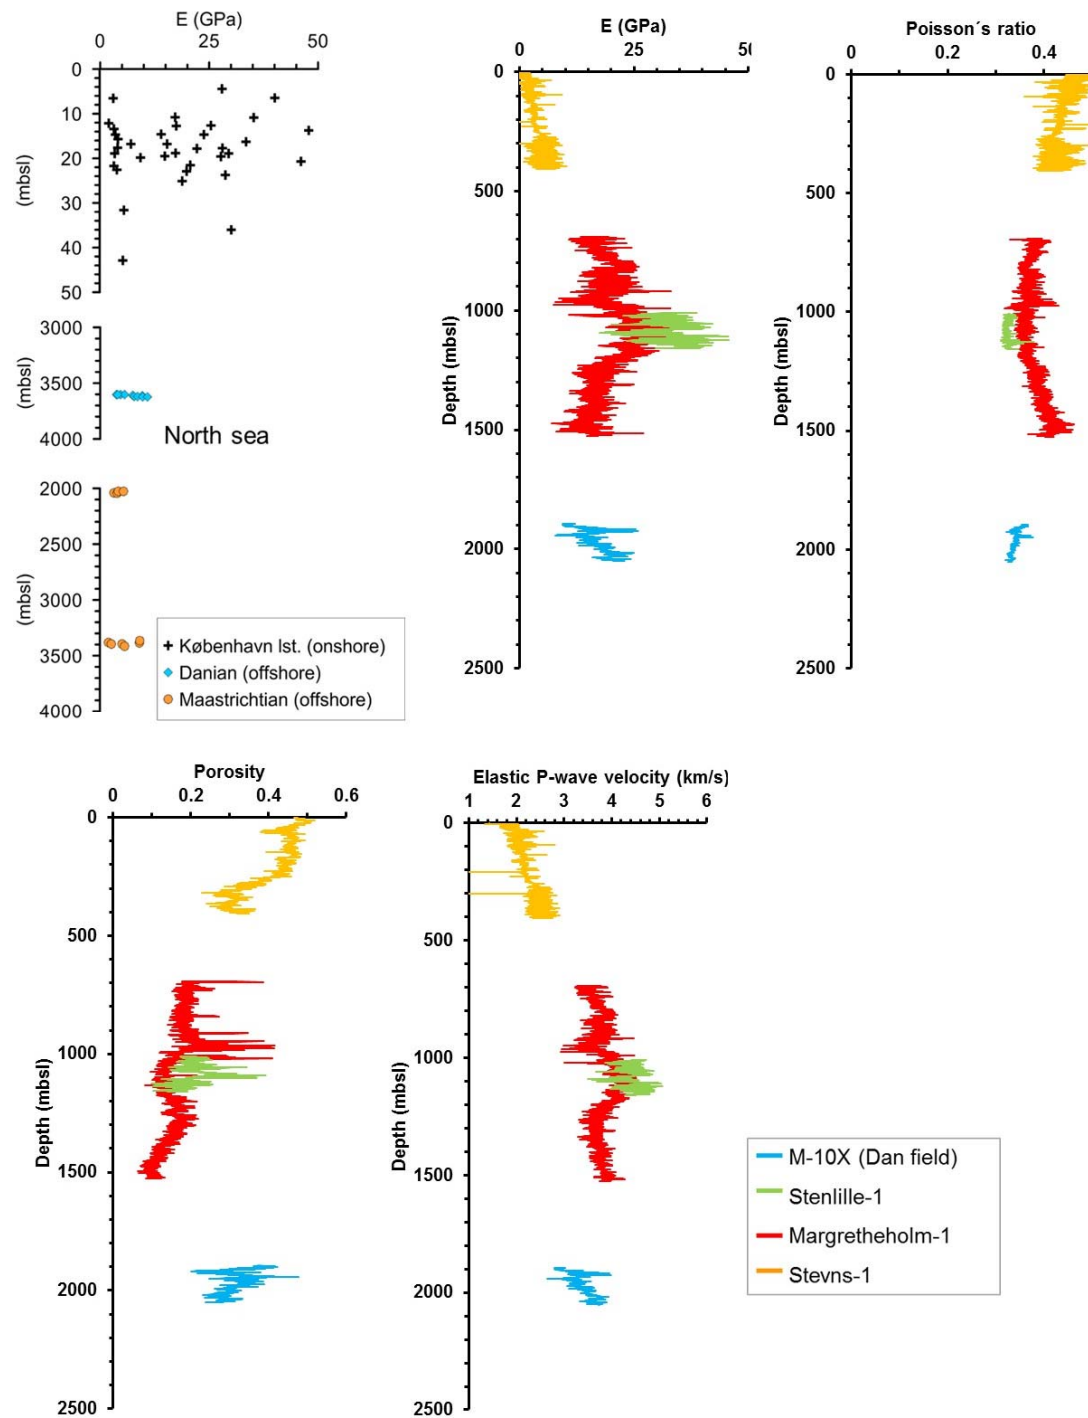 E (GPa)
0 25 50
0
10
20
30
40
50
(mbsl)
3000
3500
4000
(mbsl)
North sea
2000
2500
3000
3500
4000
(mbsl)
København lst. (onshore)
Danian (offshore)
Maastrichtian (offshore)
E (GPa)
0 25 50
0
500
1000
1500
2000
2500
Depth (mbsl)
Poisson´s ratio
0 0.2 0.4
0
500
1000
1500
2000
2500
Depth (mbsl)
Porosity
0 0.2 0.4 0.6
0
500
1000
1500
2000
2500
Depth (mbsl)
Elastic P-wave velocity (km/s)
1 2 3 4 5 6
0
500
1000
1500
2000
2500
Depth (mbsl)
M-10X (Dan field)
Stenlille-1
Margretheholm-1
Stevns-1